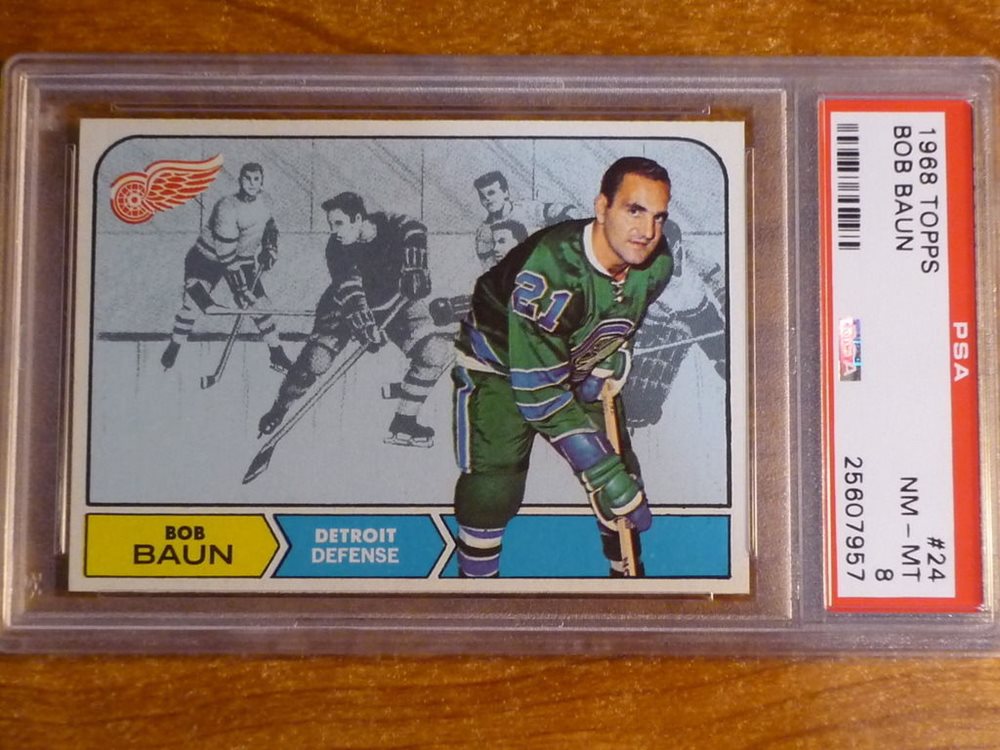 21
BOB
BAUN
DETROIT
DEFENSE
PSA
1968 TOPPS
BOB BAUN
#24
NM - MT
8
25607957